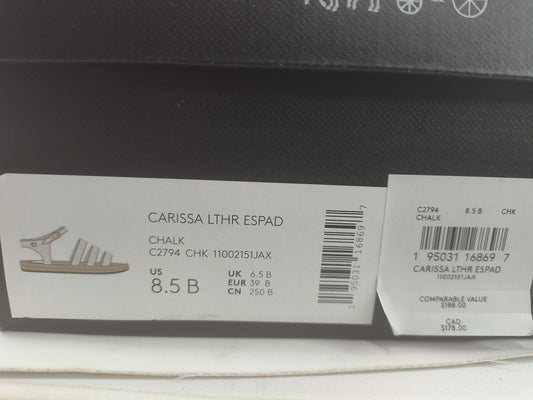 CARISSA LTHR ESPAD
CHALK
C2794 CHK 11002151JAX
US
8.5 B
UK 6.5 B
EUR 39 B
CN 250 B
1 95031 16869 7
C2794 8.5 B CHK
CHALK
1 95031 16869 7
CARISSA LTHR ESPAD
11002151JAX
COMPARABLE VALUE
$188.00
CAD
$178.00